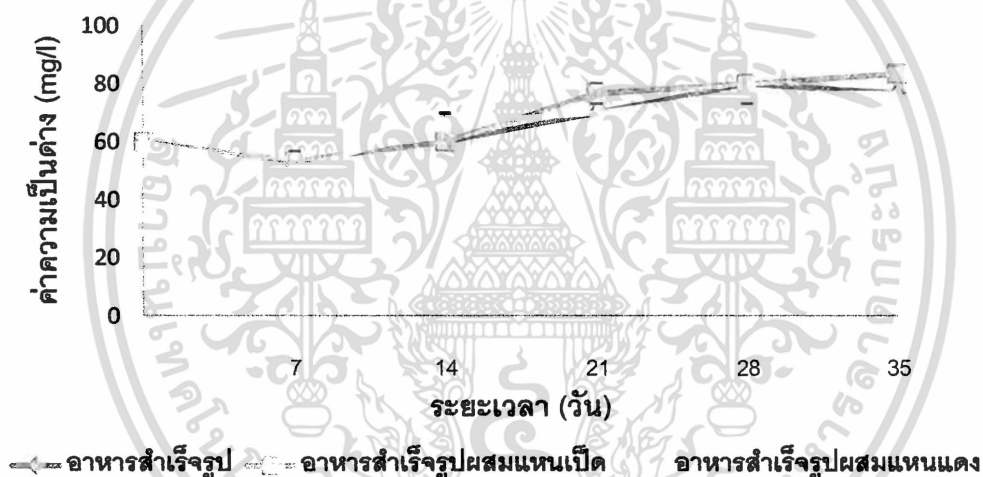 ค่าความเป็นด่าง (mg/l)
100
80
60
40
20
0
7 14 21 28 35
ระยะเวลา (วัน)
อาหารสำเร็จรูป อาหารสำเร็จรูปผสมแหนเป็ด อาหารสำเร็จรูปผสมแหนแดง